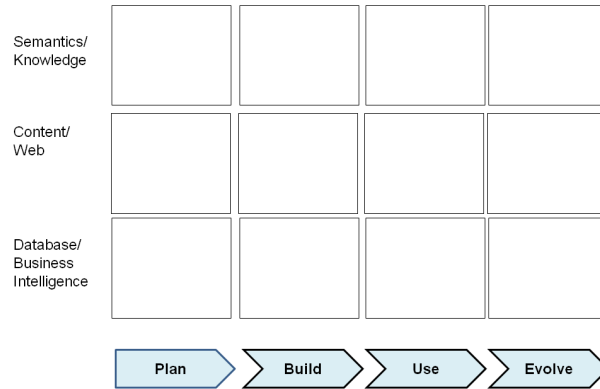 Semantics/
Knowledge
Content/
Web
Database/
Business
Intelligence
Plan
Build
Use
Evolve